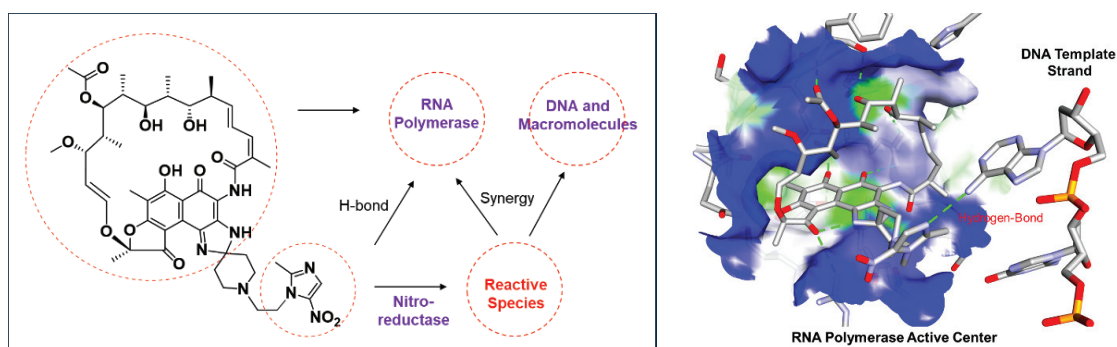 O
O
OH
OH
O
O
OH
O
NH
O
O
O
N
HN
N
N
N
NO₂
RNA
Polymerase
DNA and
Macromolecules
H-bond
Synergy
Nitro-
reductase
Reactive
Species
DNA Template
Strand
Hydrogen-Bond
RNA Polymerase Active Center